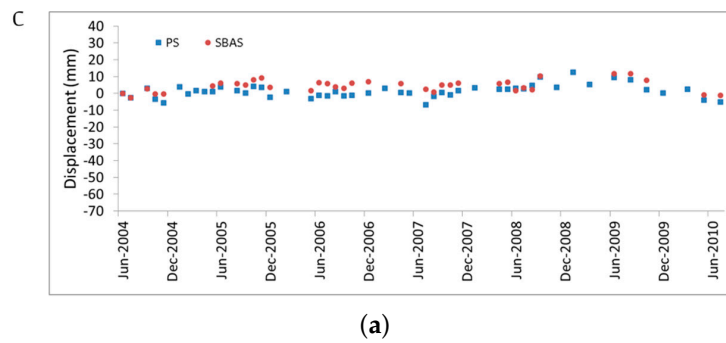 C
PS SBAS
40
30
20
10
0
-10
-20
-30
-40
-50
-60
-70
Displacement (mm)
Jun-2004
Dec-2004
Jun-2005
Dec-2005
Jun-2006
Dec-2006
Jun-2007
Dec-2007
Jun-2008
Dec-2008
Jun-2009
Dec-2009
Jun-2010
(a)